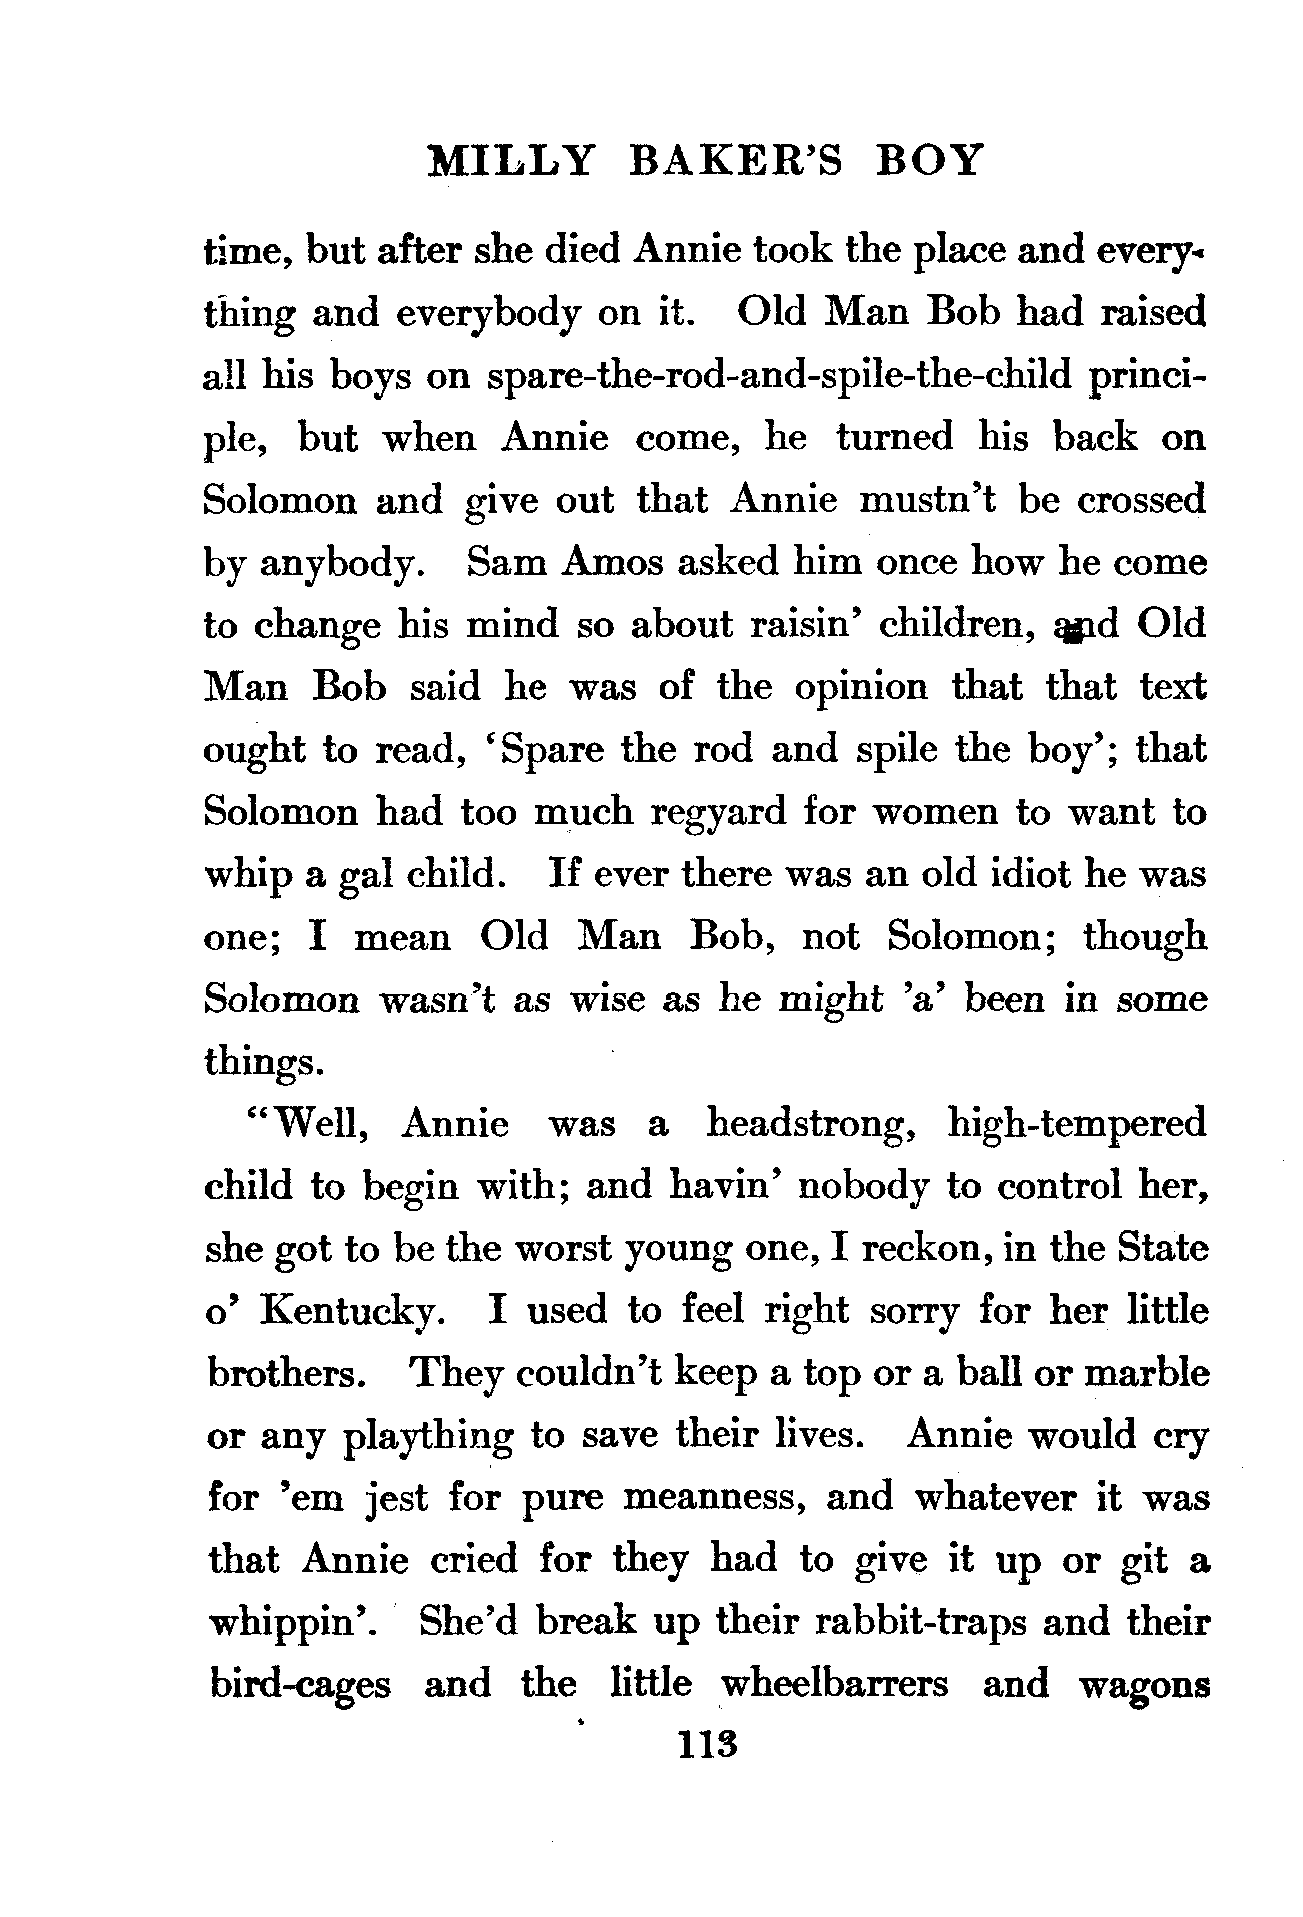 MILLY BAKER'S BOY
time, but after she died Annie took the place and every-
thing and everybody on it. Old Man Bob had raised
all his boys on spare-the-rod-and-spile-the-child princi-
ple, but when Annie come, he turned his back on
Solomon and give out that Annie mustn't be crossed
by anybody. Sam Amos asked him once how he come
to change his mind so about raisin' children, and Old
Man Bob said he was of the opinion that that text
ought to read, 'Spare the rod and spile the boy'; that
Solomon had too much regyard for women to want to
whip a gal child. If ever there was an old idiot he was
one; I mean Old Man Bob, not Solomon; though
Solomon wasn't as wise as he might 'a' been in some
things.
"Well, Annie was a headstrong, high-tempered
child to begin with; and havin' nobody to control her,
she got to be the worst young one, I reckon, in the State
o' Kentucky. I used to feel right sorry for her little
brothers. They couldn't keep a top or a ball or marble
or any plaything to save their lives. Annie would cry
for 'em jest for pure meanness, and whatever it was
that Annie cried for they had to give it up or git a
whippin'. She'd break up their rabbit-traps and their
bird-cages and the little wheelbarrers and wagons
113